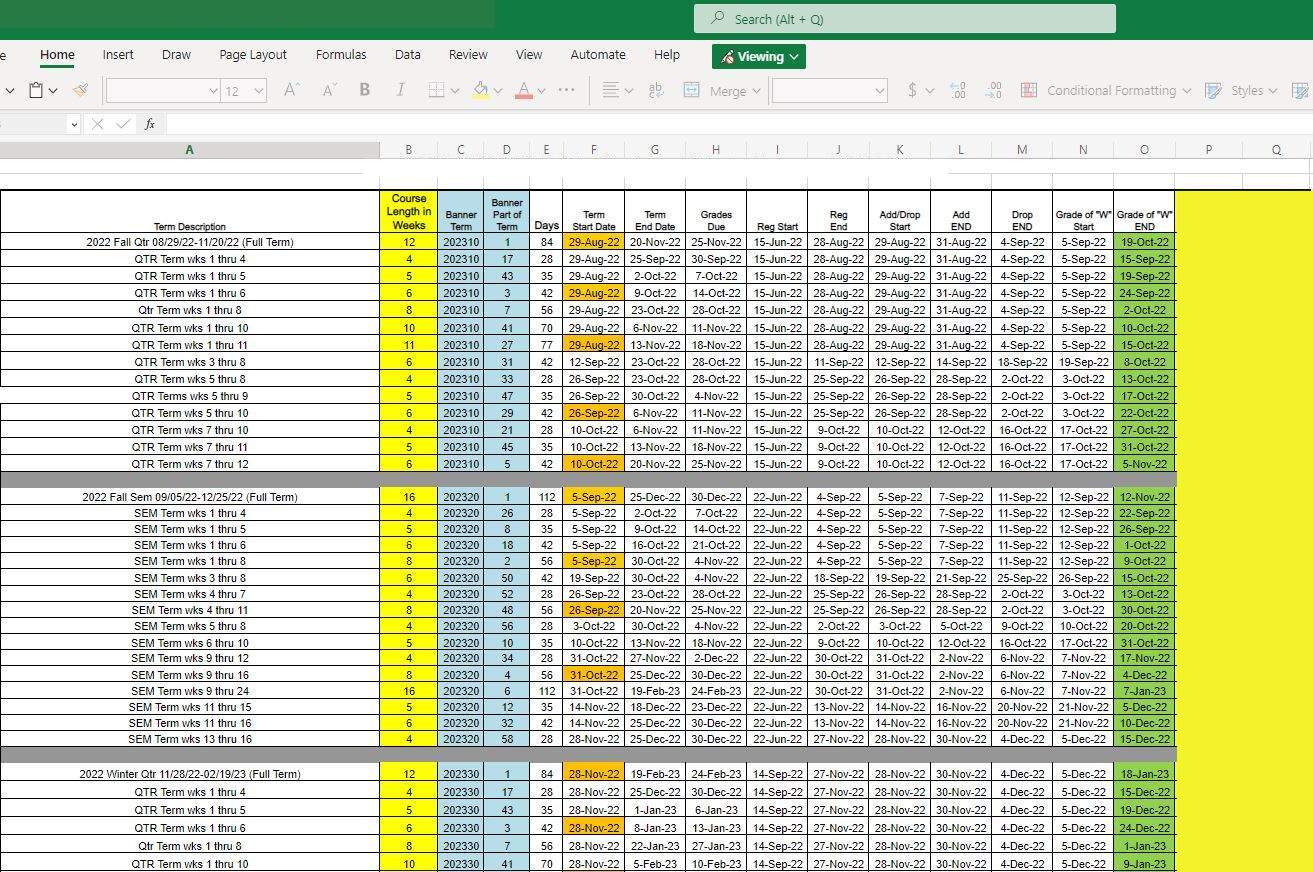 Search (Alt + Q)
e Home Insert Draw Page Layout Formulas Data Review View Automate Help Viewing
12 A A B I A ... ab Merge $ .00 .00 Conditional Formatting Styles
fx
A B C D E F G H I J K L M N O P Q
Term Description Course Length in Weeks Banner Term Banner Part of Term Days Term Start Date Term End Date Grades Due Reg Start Reg End Add/Drop Start Add END Drop END Grade of "W" Start Grade of "W" END
2022 Fall Qtr 08/29/22-11/20/22 (Full Term) 12 202310 1 84 29-Aug-22 20-Nov-22 25-Nov-22 15-Jun-22 28-Aug-22 29-Aug-22 31-Aug-22 4-Sep-22 5-Sep-22 19-Oct-22
QTR Term wks 1 thru 4 4 202310 17 28 29-Aug-22 25-Sep-22 30-Sep-22 15-Jun-22 28-Aug-22 29-Aug-22 31-Aug-22 4-Sep-22 5-Sep-22 15-Sep-22
QTR Term wks 1 thru 5 5 202310 43 35 29-Aug-22 2-Oct-22 7-Oct-22 15-Jun-22 28-Aug-22 29-Aug-22 31-Aug-22 4-Sep-22 5-Sep-22 19-Sep-22
QTR Term wks 1 thru 6 6 202310 3 42 29-Aug-22 9-Oct-22 14-Oct-22 15-Jun-22 28-Aug-22 29-Aug-22 31-Aug-22 4-Sep-22 5-Sep-22 24-Sep-22
Qtr Term wks 1 thru 8 8 202310 7 56 29-Aug-22 23-Oct-22 28-Oct-22 15-Jun-22 28-Aug-22 29-Aug-22 31-Aug-22 4-Sep-22 5-Sep-22 2-Oct-22
QTR Term wks 1 thru 10 10 202310 41 70 29-Aug-22 6-Nov-22 11-Nov-22 15-Jun-22 28-Aug-22 29-Aug-22 31-Aug-22 4-Sep-22 5-Sep-22 10-Oct-22
QTR Term wks 1 thru 11 11 202310 27 77 29-Aug-22 13-Nov-22 18-Nov-22 15-Jun-22 28-Aug-22 29-Aug-22 31-Aug-22 4-Sep-22 5-Sep-22 15-Oct-22
QTR Term wks 3 thru 8 6 202310 31 42 12-Sep-22 23-Oct-22 28-Oct-22 15-Jun-22 11-Sep-22 12-Sep-22 14-Sep-22 18-Sep-22 19-Sep-22 8-Oct-22
QTR Term wks 5 thru 8 4 202310 33 28 26-Sep-22 23-Oct-22 28-Oct-22 15-Jun-22 25-Sep-22 26-Sep-22 28-Sep-22 2-Oct-22 3-Oct-22 13-Oct-22
QTR Terms wks 5 thru 9 5 202310 47 35 26-Sep-22 30-Oct-22 4-Nov-22 15-Jun-22 25-Sep-22 26-Sep-22 28-Sep-22 2-Oct-22 3-Oct-22 17-Oct-22
QTR Term wks 5 thru 10 6 202310 29 42 26-Sep-22 6-Nov-22 11-Nov-22 15-Jun-22 25-Sep-22 26-Sep-22 28-Sep-22 2-Oct-22 3-Oct-22 22-Oct-22
QTR Term wks 7 thru 10 4 202310 21 28 10-Oct-22 6-Nov-22 11-Nov-22 15-Jun-22 9-Oct-22 10-Oct-22 12-Oct-22 16-Oct-22 17-Oct-22 27-Oct-22
QTR Term wks 7 thru 11 5 202310 45 35 10-Oct-22 13-Nov-22 18-Nov-22 15-Jun-22 9-Oct-22 10-Oct-22 12-Oct-22 16-Oct-22 17-Oct-22 31-Oct-22
QTR Term wks 7 thru 12 6 202310 5 42 10-Oct-22 20-Nov-22 25-Nov-22 15-Jun-22 9-Oct-22 10-Oct-22 12-Oct-22 16-Oct-22 17-Oct-22 5-Nov-22
2022 Fall Sem 09/05/22-12/25/22 (Full Term) 16 202320 1 112 5-Sep-22 25-Dec-22 30-Dec-22 22-Jun-22 4-Sep-22 5-Sep-22 7-Sep-22 11-Sep-22 12-Sep-22 12-Nov-22
SEM Term wks 1 thru 4 4 202320 26 28 5-Sep-22 2-Oct-22 7-Oct-22 22-Jun-22 4-Sep-22 5-Sep-22 7-Sep-22 11-Sep-22 12-Sep-22 22-Sep-22
SEM Term wks 1 thru 5 5 202320 8 35 5-Sep-22 9-Oct-22 14-Oct-22 22-Jun-22 4-Sep-22 5-Sep-22 7-Sep-22 11-Sep-22 12-Sep-22 26-Sep-22
SEM Term wks 1 thru 6 6 202320 18 42 5-Sep-22 16-Oct-22 21-Oct-22 22-Jun-22 4-Sep-22 5-Sep-22 7-Sep-22 11-Sep-22 12-Sep-22 1-Oct-22
SEM Term wks 1 thru 8 8 202320 2 56 5-Sep-22 30-Oct-22 4-Nov-22 22-Jun-22 4-Sep-22 5-Sep-22 7-Sep-22 11-Sep-22 12-Sep-22 9-Oct-22
SEM Term wks 3 thru 8 6 202320 50 42 19-Sep-22 30-Oct-22 4-Nov-22 22-Jun-22 18-Sep-22 19-Sep-22 21-Sep-22 25-Sep-22 26-Sep-22 15-Oct-22
SEM Term wks 4 thru 7 4 202320 52 28 26-Sep-22 23-Oct-22 28-Oct-22 22-Jun-22 25-Sep-22 26-Sep-22 28-Sep-22 2-Oct-22 3-Oct-22 13-Oct-22
SEM Term wks 4 thru 11 8 202320 48 56 26-Sep-22 20-Nov-22 25-Nov-22 22-Jun-22 25-Sep-22 26-Sep-22 28-Sep-22 2-Oct-22 3-Oct-22 30-Oct-22
SEM Term wks 5 thru 8 4 202320 56 28 3-Oct-22 30-Oct-22 4-Nov-22 22-Jun-22 2-Oct-22 3-Oct-22 5-Oct-22 9-Oct-22 10-Oct-22 20-Oct-22
SEM Term wks 6 thru 10 5 202320 10 35 10-Oct-22 13-Nov-22 18-Nov-22 22-Jun-22 9-Oct-22 10-Oct-22 12-Oct-22 16-Oct-22 17-Oct-22 31-Oct-22
SEM Term wks 9 thru 12 4 202320 34 28 31-Oct-22 27-Nov-22 2-Dec-22 22-Jun-22 30-Oct-22 31-Oct-22 2-Nov-22 6-Nov-22 7-Nov-22 17-Nov-22
SEM Term wks 9 thru 16 8 202320 4 56 31-Oct-22 25-Dec-22 30-Dec-22 22-Jun-22 30-Oct-22 31-Oct-22 2-Nov-22 6-Nov-22 7-Nov-22 4-Dec-22
SEM Term wks 9 thru 24 16 202320 6 112 31-Oct-22 19-Feb-23 24-Feb-23 22-Jun-22 30-Oct-22 31-Oct-22 2-Nov-22 6-Nov-22 7-Nov-22 7-Jan-23
SEM Term wks 11 thru 15 5 202320 12 35 14-Nov-22 18-Dec-22 23-Dec-22 22-Jun-22 13-Nov-22 14-Nov-22 16-Nov-22 20-Nov-22 21-Nov-22 5-Dec-22
SEM Term wks 11 thru 16 6 202320 32 42 14-Nov-22 25-Dec-22 30-Dec-22 22-Jun-22 13-Nov-22 14-Nov-22 16-Nov-22 20-Nov-22 21-Nov-22 10-Dec-22
SEM Term wks 13 thru 16 4 202320 58 28 28-Nov-22 25-Dec-22 30-Dec-22 22-Jun-22 27-Nov-22 28-Nov-22 30-Nov-22 4-Dec-22 5-Dec-22 15-Dec-22
2022 Winter Qtr 11/28/22-02/19/23 (Full Term) 12 202330 1 84 28-Nov-22 19-Feb-23 24-Feb-23 14-Sep-22 27-Nov-22 28-Nov-22 30-Nov-22 4-Dec-22 5-Dec-22 18-Jan-23
QTR Term wks 1 thru 4 4 202330 17 28 28-Nov-22 25-Dec-22 30-Dec-22 14-Sep-22 27-Nov-22 28-Nov-22 30-Nov-22 4-Dec-22 5-Dec-22 15-Dec-22
QTR Term wks 1 thru 5 5 202330 43 35 28-Nov-22 1-Jan-23 6-Jan-23 14-Sep-22 27-Nov-22 28-Nov-22 30-Nov-22 4-Dec-22 5-Dec-22 19-Dec-22
QTR Term wks 1 thru 6 6 202330 3 42 28-Nov-22 8-Jan-23 13-Jan-23 14-Sep-22 27-Nov-22 28-Nov-22 30-Nov-22 4-Dec-22 5-Dec-22 24-Dec-22
Qtr Term wks 1 thru 8 8 202330 7 56 28-Nov-22 22-Jan-23 27-Jan-23 14-Sep-22 27-Nov-22 28-Nov-22 30-Nov-22 4-Dec-22 5-Dec-22 1-Jan-23
QTR Term wks 1 thru 10 10 202330 41 70 28-Nov-22 5-Feb-23 10-Feb-23 14-Sep-22 27-Nov-22 28-Nov-22 30-Nov-22 4-Dec-22 5-Dec-22 9-Jan-23